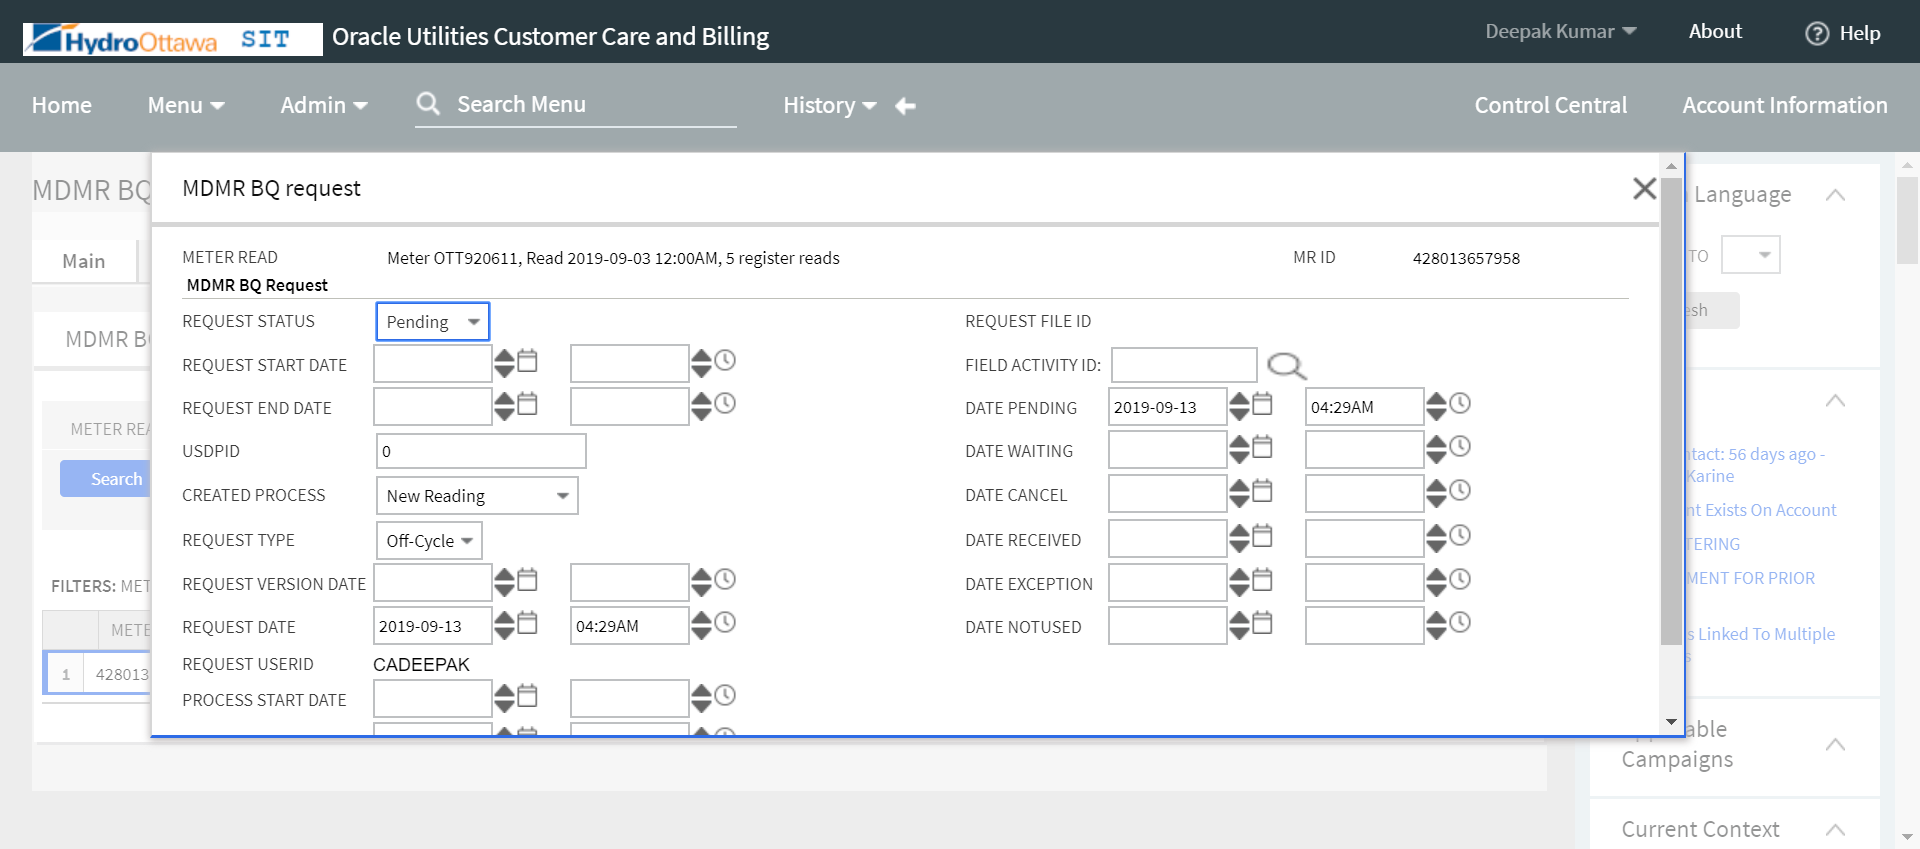 HydroOttawa SIT Oracle Utilities Customer Care and Billing Deepak Kumar About ? Help
Home Menu Admin Search Menu History Control Central Account Information
MDMR BQ
MDMR BQ request
Language
Main
TO
METER READ Meter OTT920611, Read 2019-09-03 12:00AM, 5 register reads MR ID 428013657958
MDMR BQ Request
REQUEST STATUS Pending REQUEST FILE ID
MDMR B
REQUEST START DATE FIELD ACTIVITY ID:
REQUEST END DATE DATE PENDING 2019-09-13 04:29AM
METER REA
USDPID 0 DATE WAITING
ntact: 56 days ago -
Karine
Search
CREATED PROCESS New Reading DATE CANCEL
nt Exists On Account
REQUEST TYPE Off-Cycle DATE RECEIVED
TERING
FILTERS: MET
REQUEST VERSION DATE DATE EXCEPTION
MENT FOR PRIOR
METE
REQUEST DATE 2019-09-13 04:29AM DATE NOTUSED
s Linked To Multiple
s
REQUEST USERID CADEEPAK
1 428013
PROCESS START DATE
able
Campaigns
Current Context